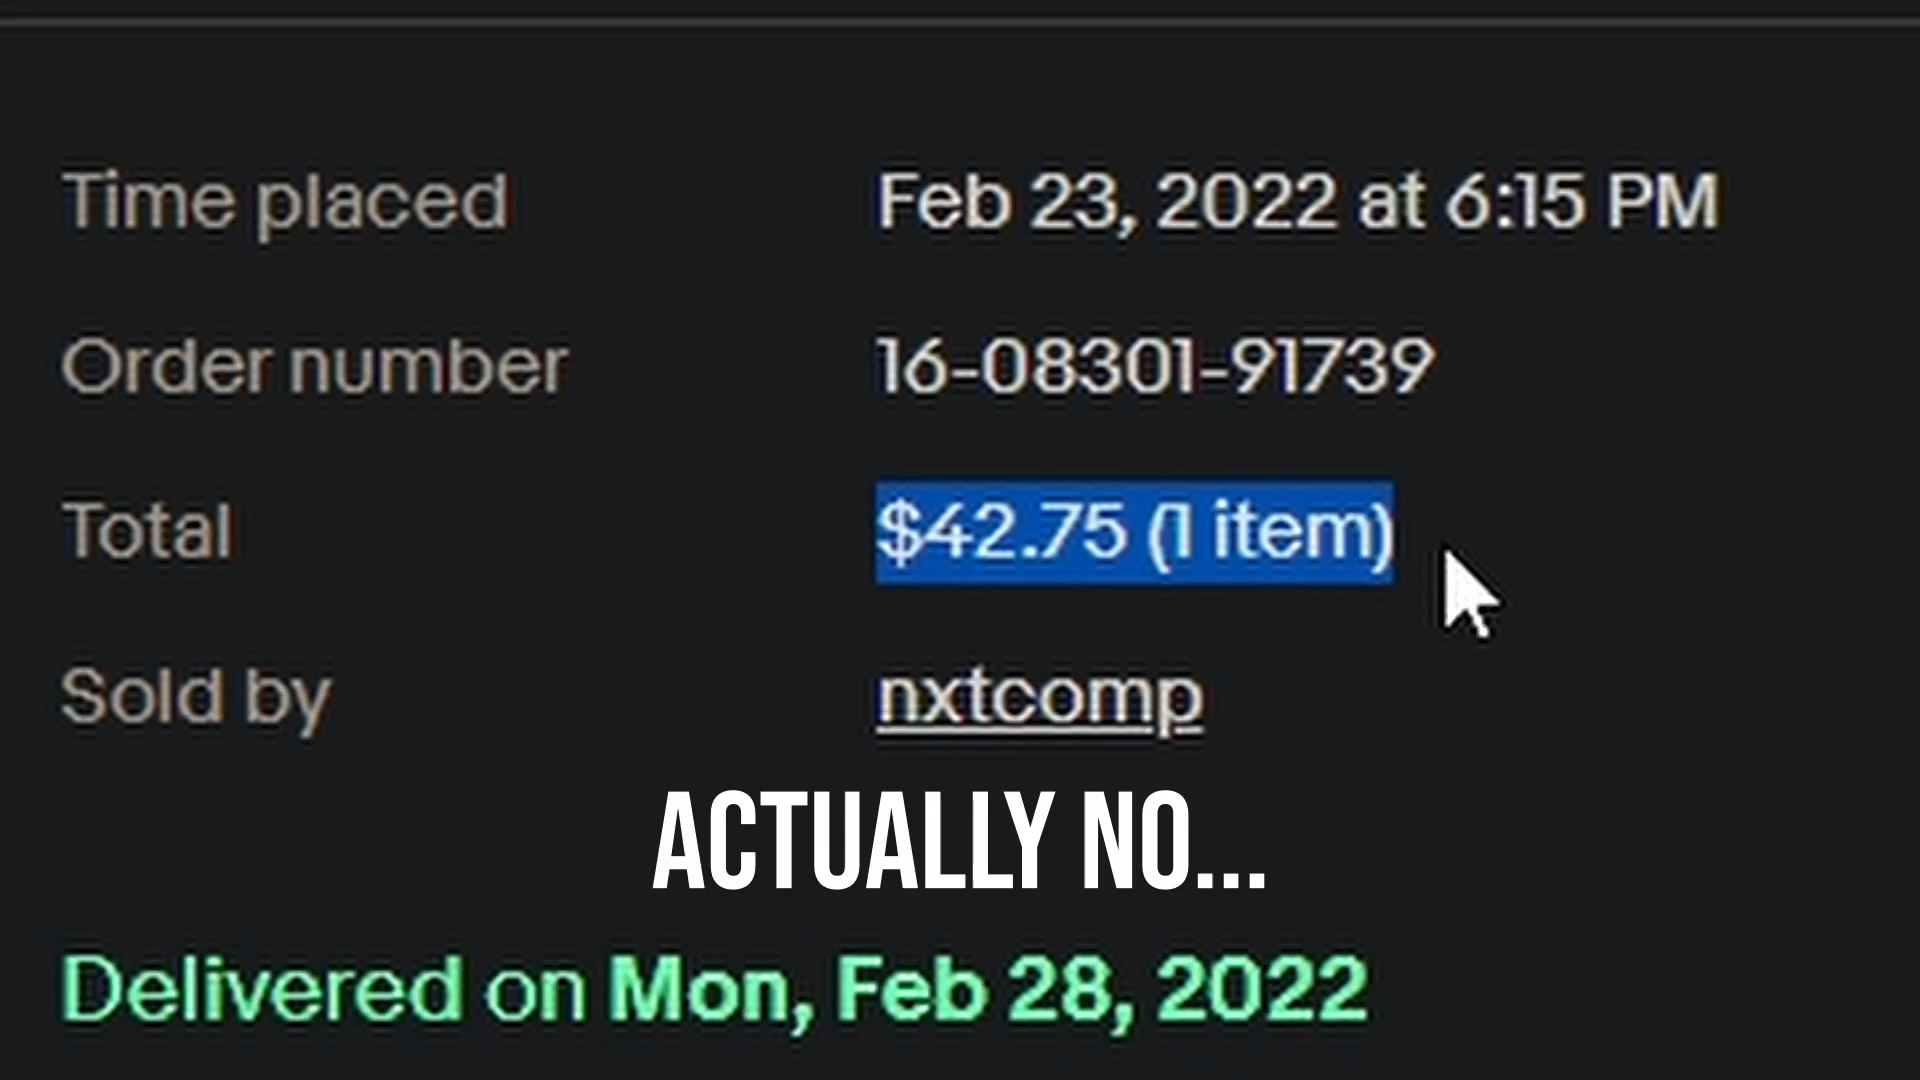 Time placed Feb 23, 2022 at 6:15 PM
Order number 16-08301-91739
Total $42.75 (1 item)
Sold by nxtcomp
ACTUALLY NO...
Delivered on Mon, Feb 28, 2022